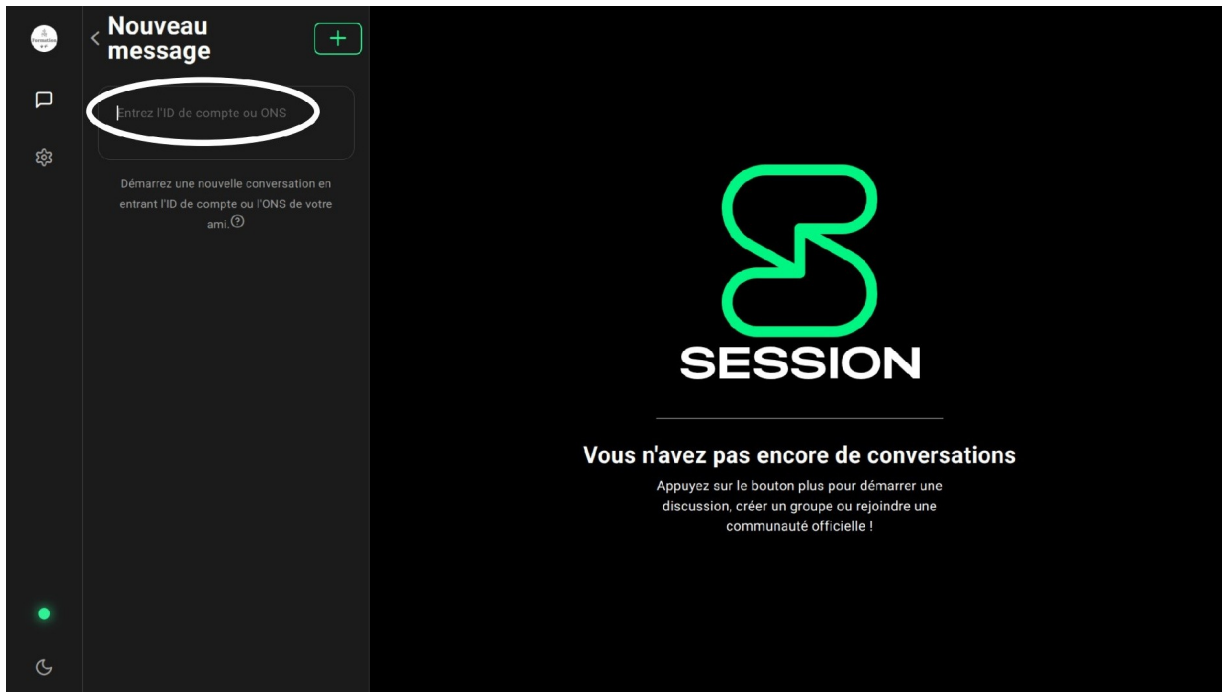 Formation
Nouveau
message
Entrez l'ID de compte ou ONS
Démarrez une nouvelle conversation en
entrant l'ID de compte ou l'ONS de votre
ami.
SESSION
Vous n'avez pas encore de conversations
Appuyez sur le bouton plus pour démarrer une
discussion, créer un groupe ou rejoindre une
communauté officielle !